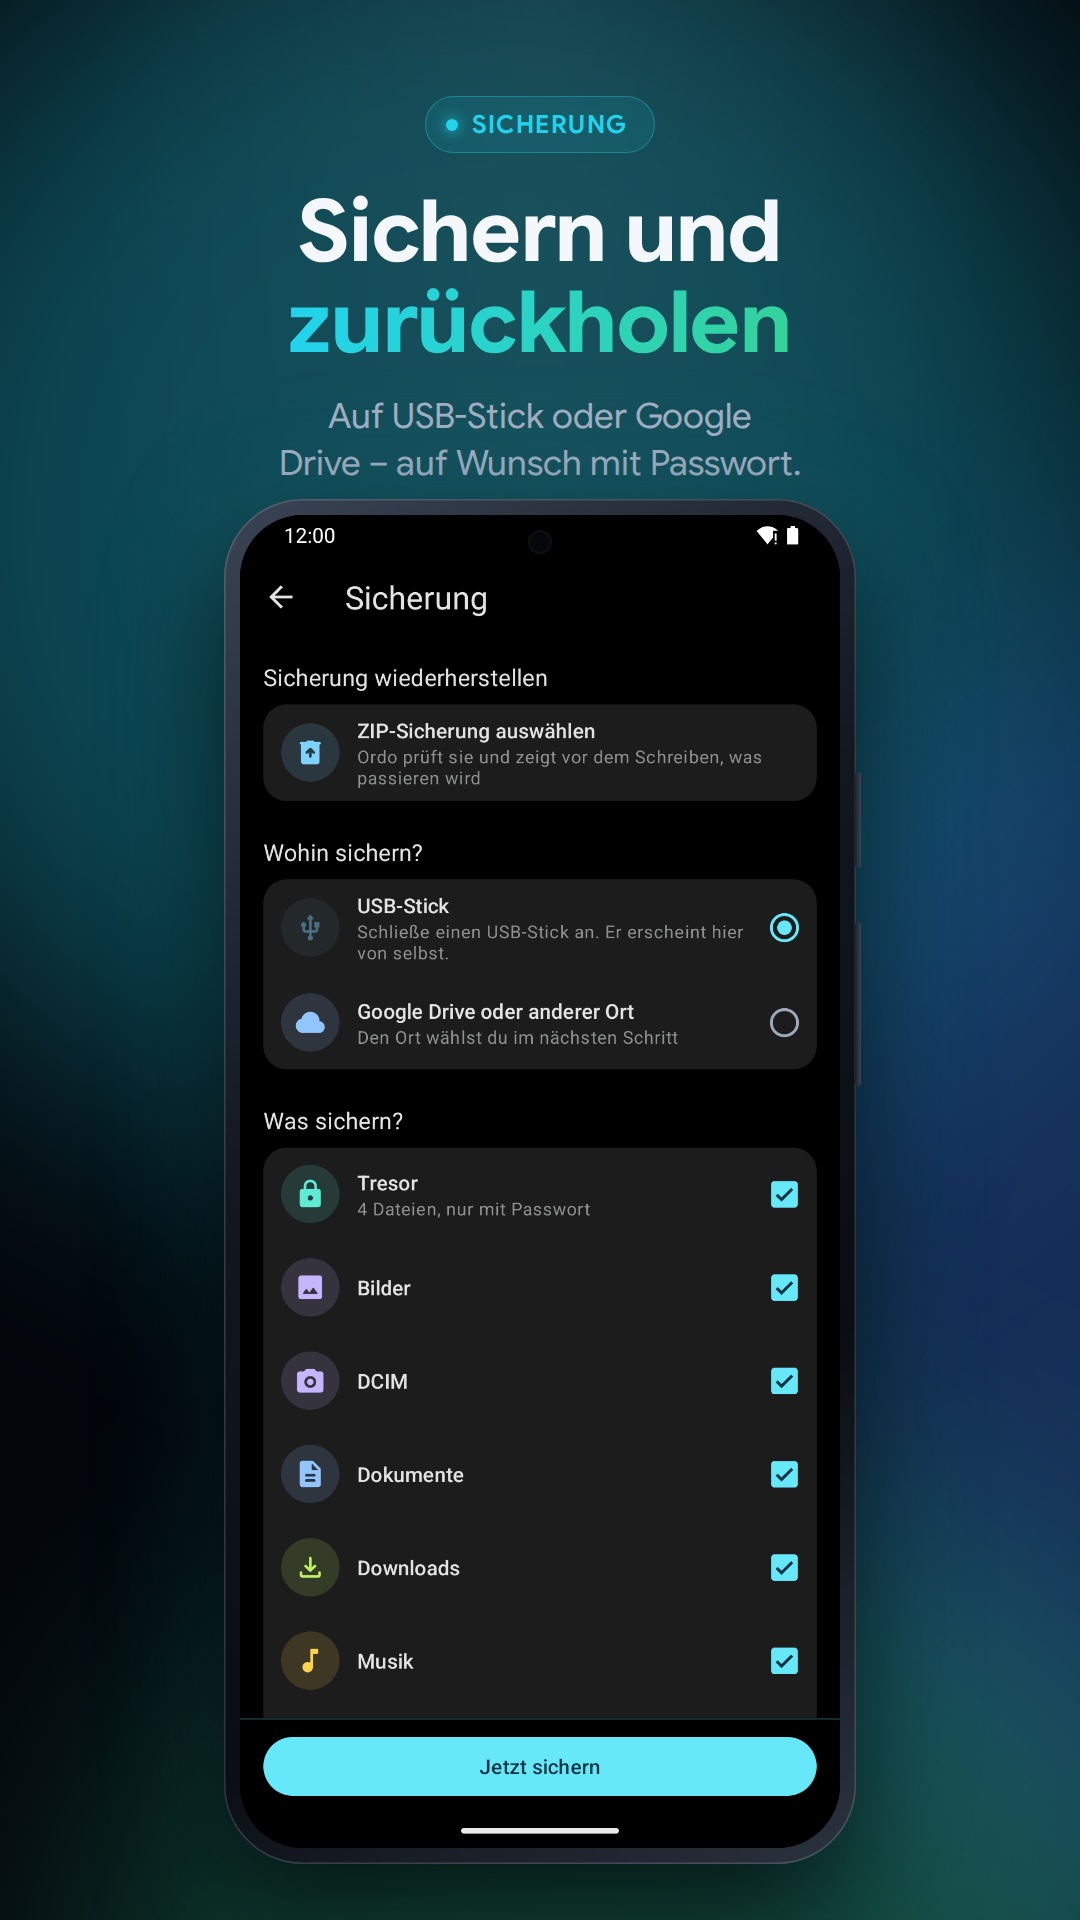 SICHERUNG
Sichern und
zurückholen
Auf USB-Stick oder Google
Drive – auf Wunsch mit Passwort.
12:00
Sicherung
Sicherung wiederherstellen
ZIP-Sicherung auswählen
Ordo prüft sie und zeigt vor dem Schreiben, was
passieren wird
Wohin sichern?
USB-Stick
Schließe einen USB-Stick an. Er erscheint hier
von selbst.
Google Drive oder anderer Ort
Den Ort wählst du im nächsten Schritt
Was sichern?
Tresor
4 Dateien, nur mit Passwort
Bilder
DCIM
Dokumente
Downloads
Musik
Jetzt sichern